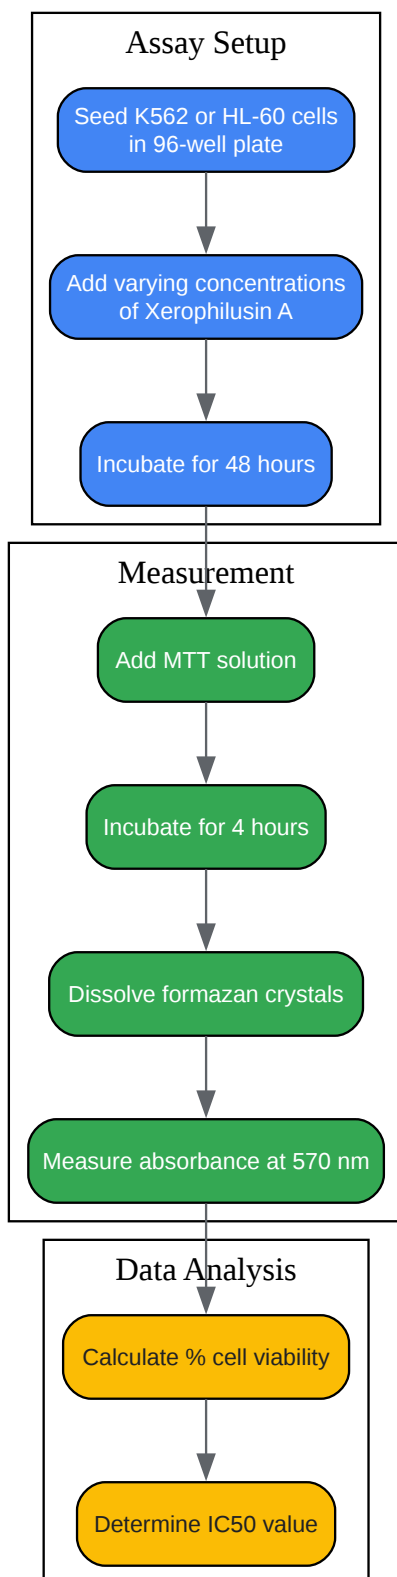 Assay Setup
Seed K562 or HL-60 cells
in 96-well plate
Add varying concentrations
of Xerophilusin A
Incubate for 48 hours
Measurement
Add MTT solution
Incubate for 4 hours
Dissolve formazan crystals
Measure absorbance at 570 nm
Data Analysis
Calculate % cell viability
Determine IC50 value